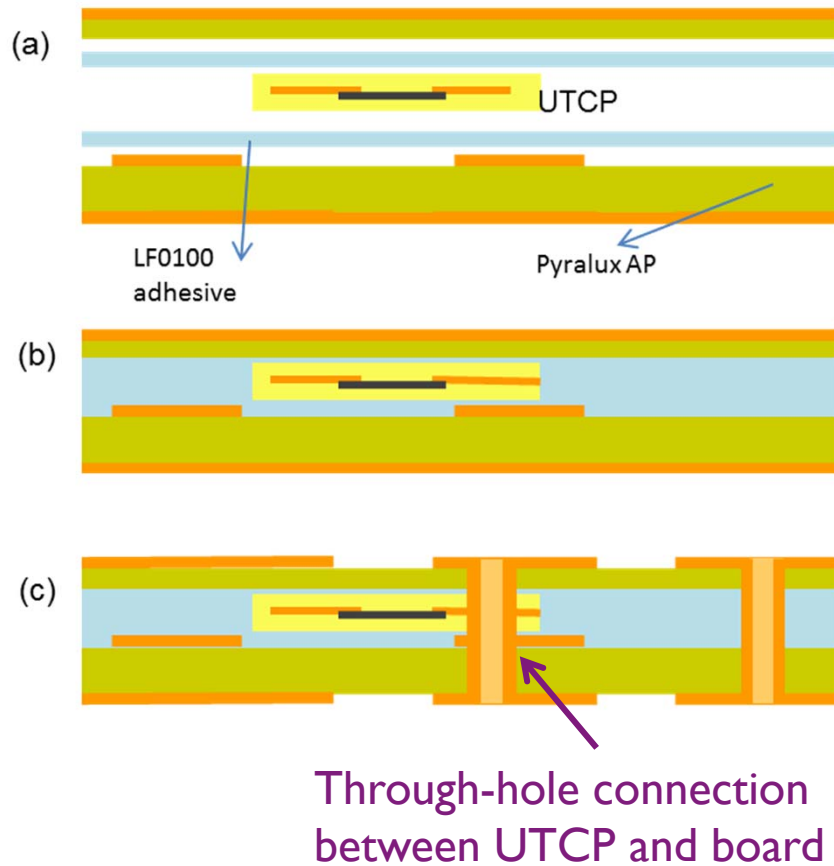 (a)
UTCP
LF0100
adhesive
Pyralux AP
(b)
(c)
Through-hole connection
between UTCP and board